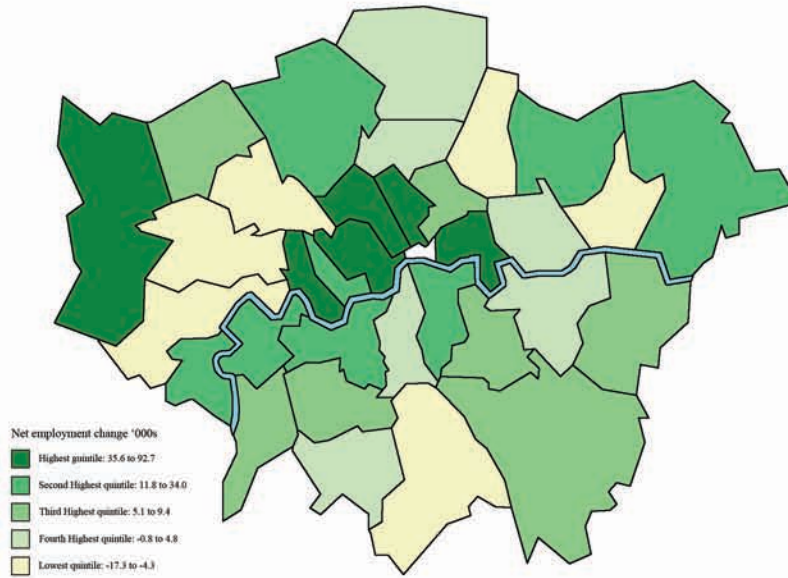 Net employment change ‘000s
Highest quintile: 35.6 to 92.7
Second Highest quintile: 11.8 to 34.0
Third Highest quintile: 5.1 to 9.4
Fourth Highest quintile: -0.8 to 4.8
Lowest quintile: -17.3 to -4.3